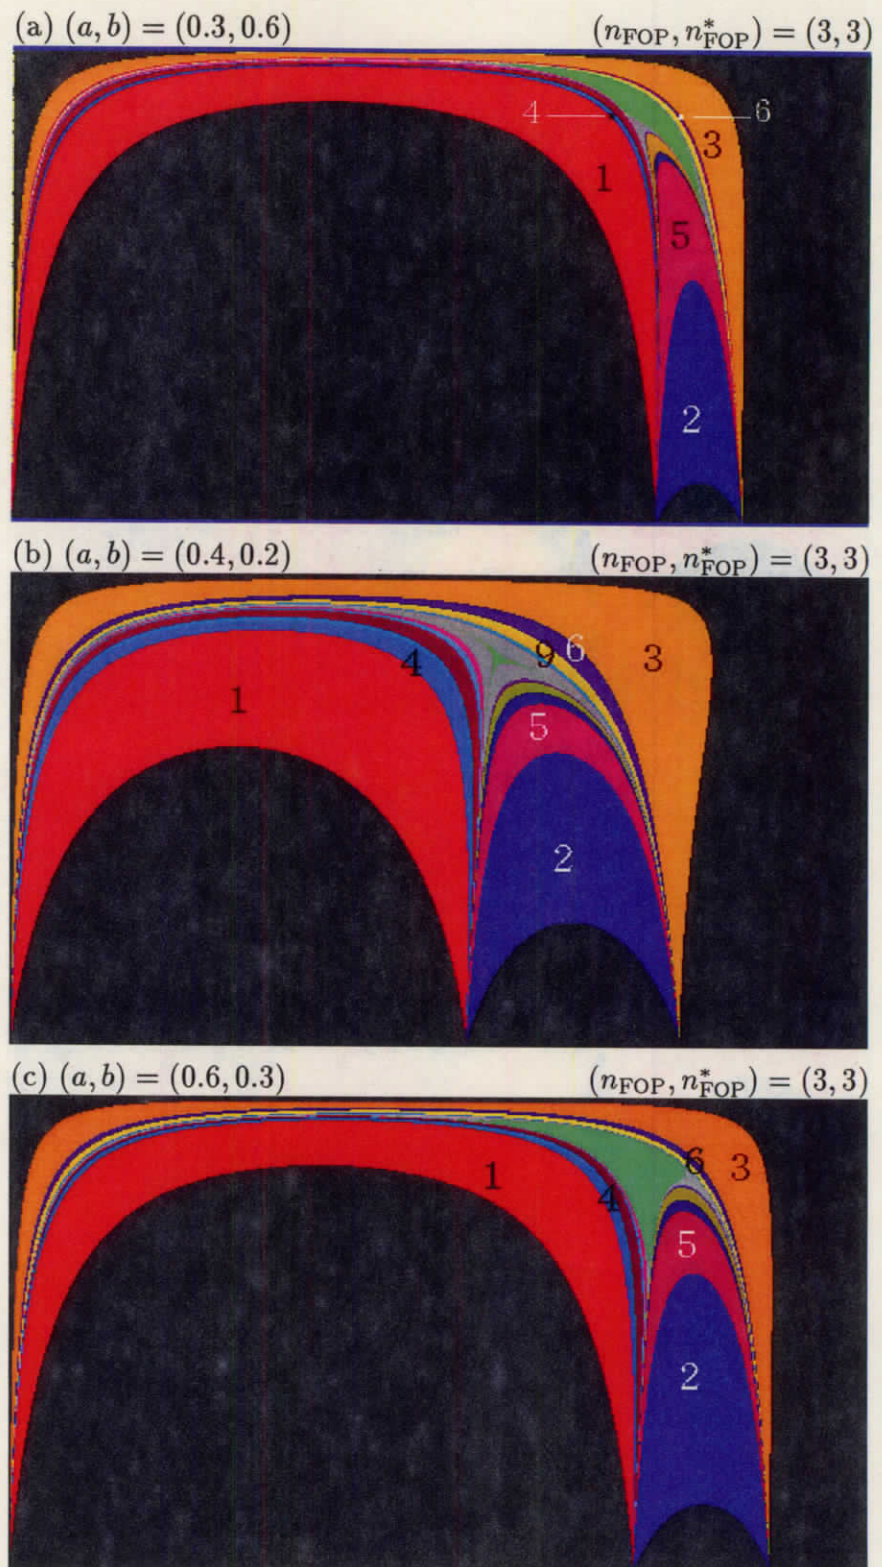 (a) (a, b) = (0.3, 0.6) (n_FOP, n*_FOP) = (3, 3)
4 6
3
1
5
2
(b) (a, b) = (0.4, 0.2) (n_FOP, n*_FOP) = (3, 3)
4 9 6 3
1
5
2
(c) (a, b) = (0.6, 0.3) (n_FOP, n*_FOP) = (3, 3)
1 4 6 3
5
2